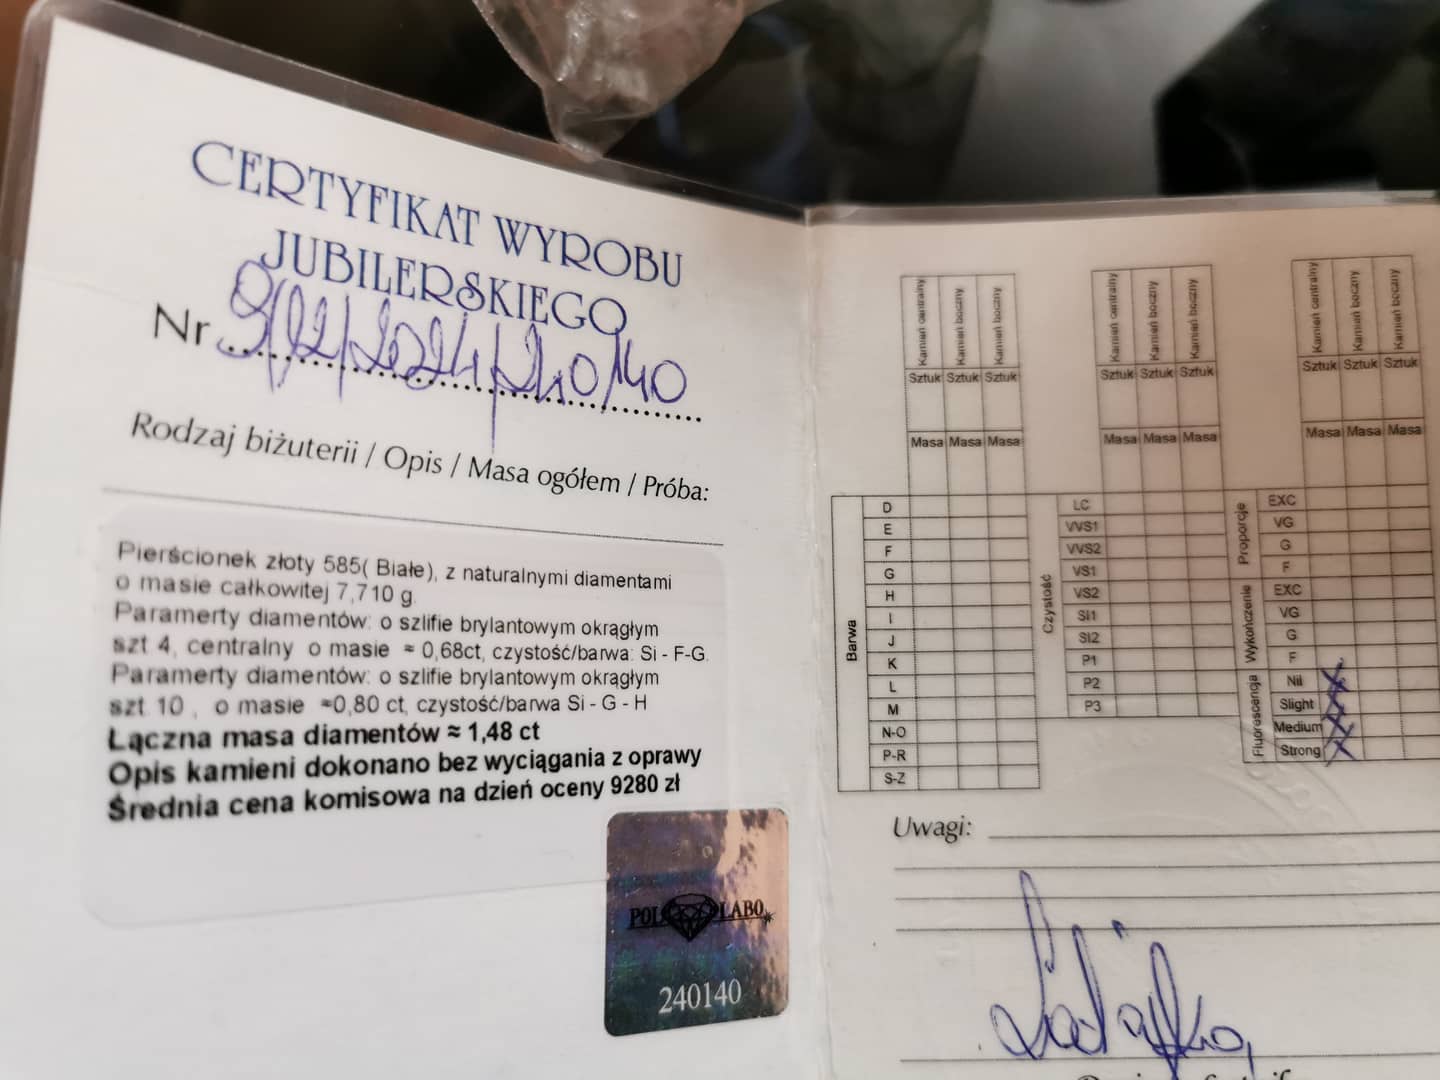 CERTYFIKAT WYROBU
JUBILERSKIEGO
Nr 9/02/2024/240140
Rodzaj biżuterii / Opis / Masa ogółem / Próba:
Pierścionek złoty 585( Białe), z naturalnymi diamentami
o masie całkowitej 7,710 g.
Paramerty diamentów: o szlifie brylantowym okrągłym
szt 4, centralny o masie ≈ 0,68ct, czystość/barwa: Si - F-G.
Paramerty diamentów: o szlifie brylantowym okrągłym
szt. 10 , o masie ≈0,80 ct, czystość/barwa Si - G - H
Łączna masa diamentów ≈ 1,48 ct
Opis kamieni dokonano bez wyciągania z oprawy
Średnia cena komisowa na dzień oceny 9280 zł
POL LABO
240140
Kamień centralny Kamień boczny Kamień boczny
Sztuk Sztuk Sztuk
Masa Masa Masa
Barwa
D
E
F
G
H
I
J
K
L
M
N-O
P-R
S-Z
Kamień centralny Kamień boczny Kamień boczny
Sztuk Sztuk Sztuk
Masa Masa Masa
Czystość
LC
VVS1
VVS2
VS1
VS2
SI1
SI2
P1
P2
P3
Kamień centralny Kamień boczny Kamień boczny
Sztuk Sztuk Sztuk
Masa Masa Masa
Proporcje
EXC
VG
G
F
Wykończenie
EXC
VG
G
F
Fluorescencja
Nil
Slight
Medium
Strong
Uwagi: